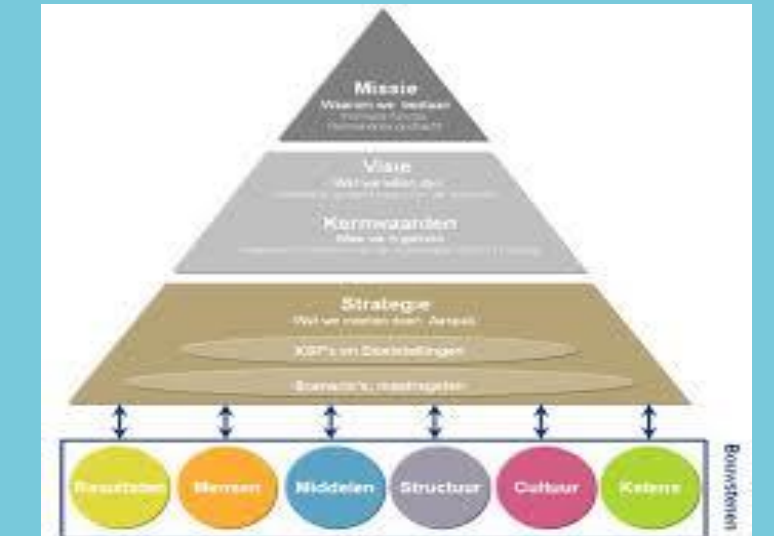 Missie
Waarom we bestaan
Visie
Wat we willen zijn
Kernwaarden
Waar we in geloven
Strategie
Wat we moeten doen. Aanpak
KSF's en Doelstellingen
Scenario's, maatregelen
Resultaten
Mensen
Middelen
Structuur
Cultuur
Ketens
Bouwstenen